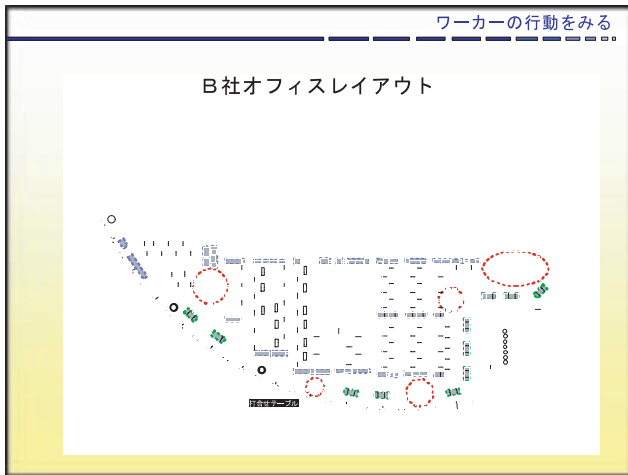 ワーカーの行動をみる
B社オフィスレイアウト
打合せテーブル